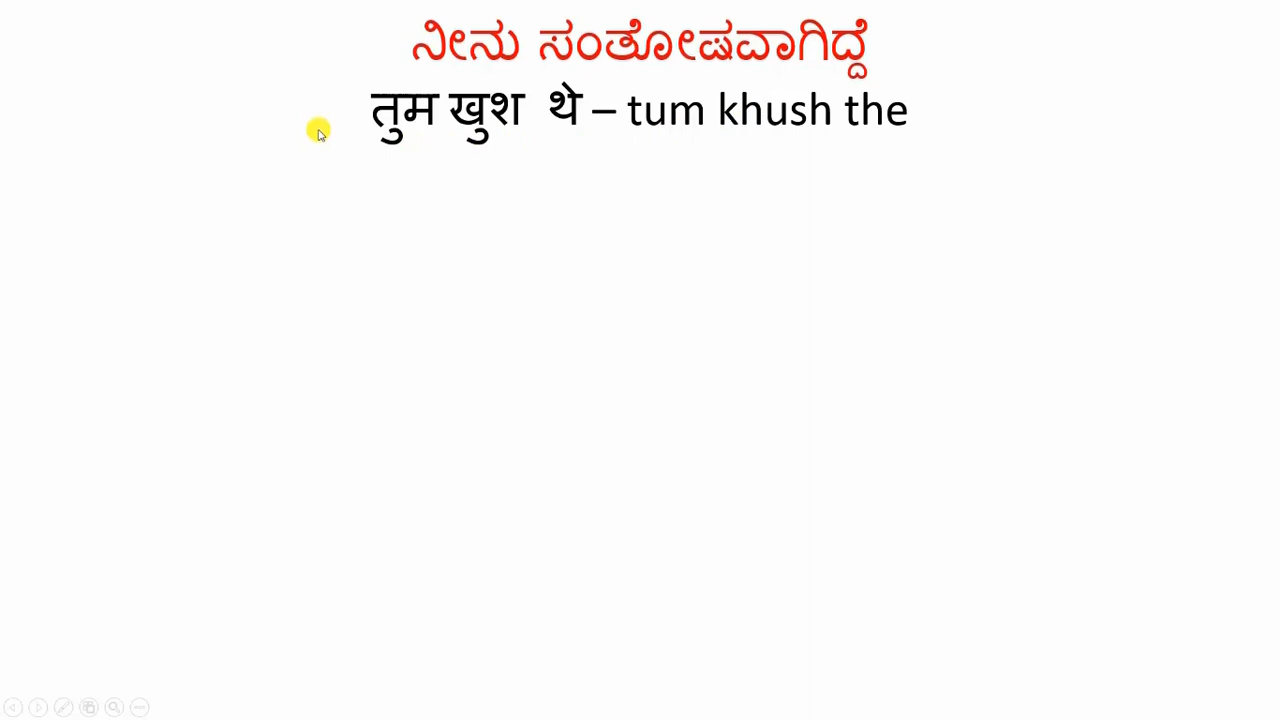 ನೀನು ಸಂತೋಷವಾಗಿದ್ದೆ
तुम खुश थे – tum khush the